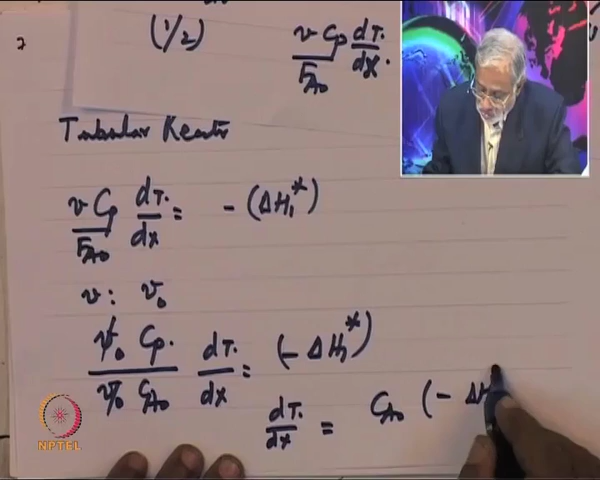 2
(1/2)
v Cp / FA0 dT/dx.
Tubular Reactor
v Cp / FA0 dT/dx = - (ΔH1*)
v : v0
v0 Cp / v0 CA0 dT/dx = (- ΔH1*)
dT/dx = CA0 (- ΔH
NPTEL